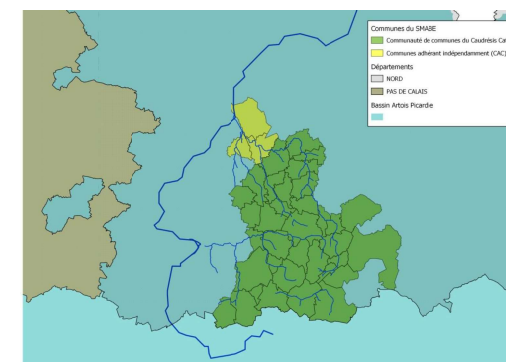 Communes du SMABE
Communauté de communes du Caudrésis Cat
Communes adhérant indépendamment (CAC)
Départements
NORD
PAS DE CALAIS
Bassin Artois Picardie